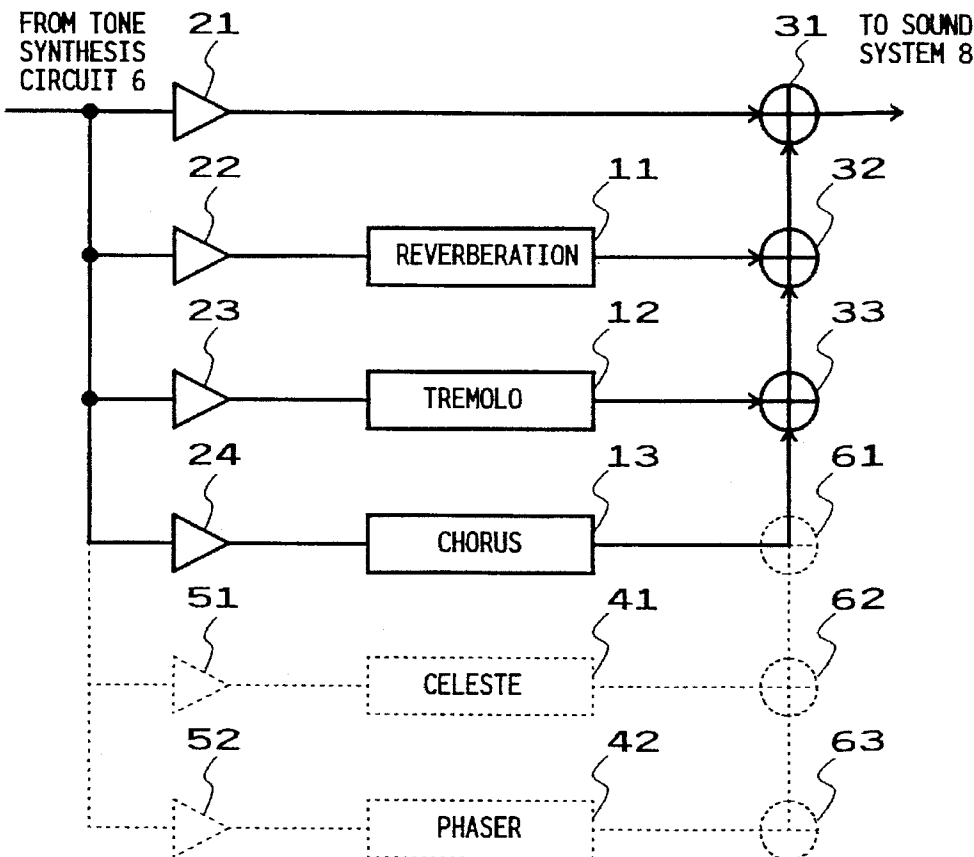 FROM TONE
SYNTHESIS
CIRCUIT 6
21
31
TO SOUND
SYSTEM 8
22
11
32
REVERBERATION
23
12
33
TREMOLO
24
13
61
CHORUS
51
41
62
CELESTE
52
42
63
PHASER